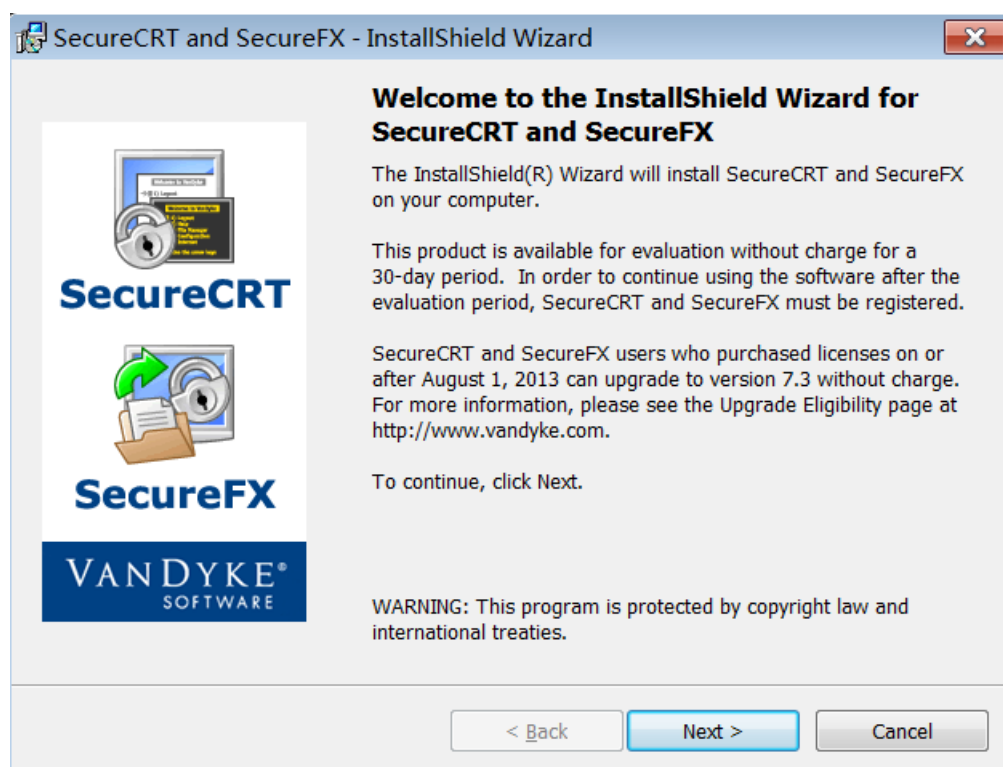 SecureCRT and SecureFX - InstallShield Wizard
Welcome to the InstallShield Wizard for
SecureCRT and SecureFX
The InstallShield(R) Wizard will install SecureCRT and SecureFX
on your computer.
This product is available for evaluation without charge for a
30-day period.  In order to continue using the software after the
evaluation period, SecureCRT and SecureFX must be registered.
SecureCRT and SecureFX users who purchased licenses on or
after August 1, 2013 can upgrade to version 7.3 without charge.
For more information, please see the Upgrade Eligibility page at
http://www.vandyke.com.
To continue, click Next.
WARNING: This program is protected by copyright law and
international treaties.
SecureCRT
SecureFX
VANDYKE®
SOFTWARE
< Back
Next >
Cancel